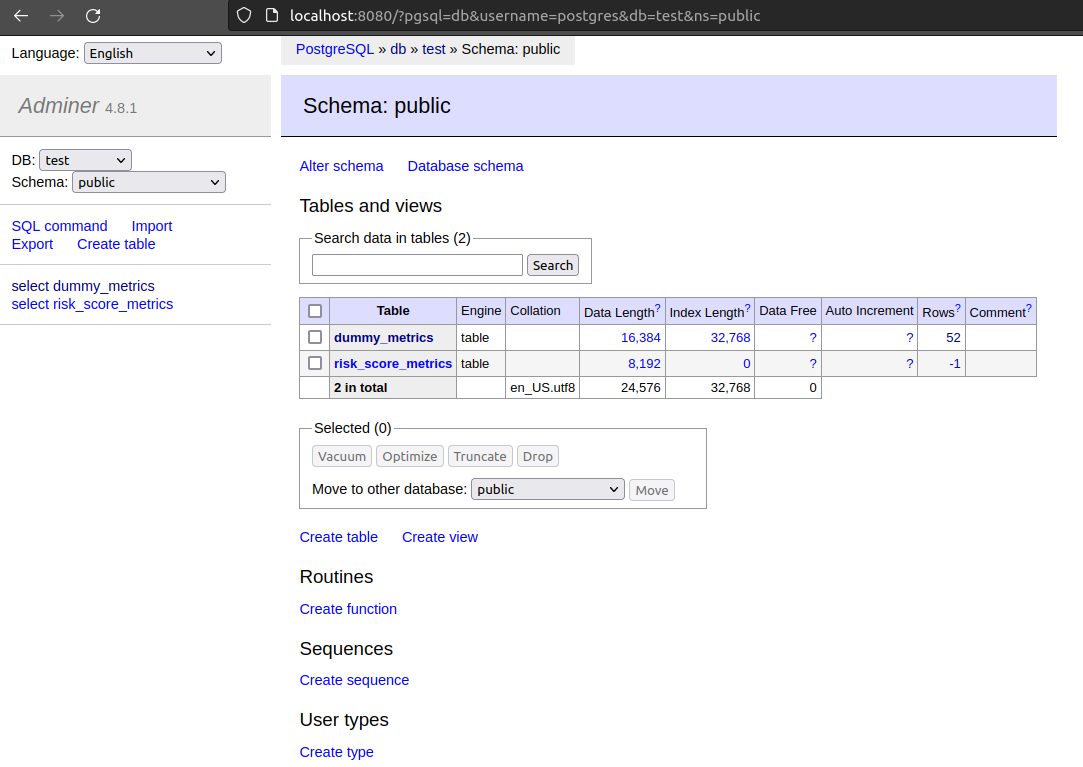 localhost:8080/?pgsql=db&username=postgres&db=test&ns=public
Language: English
PostgreSQL » db » test » Schema: public
Adminer 4.8.1
Schema: public
DB: test
Schema: public
SQL command Import
Export Create table
select dummy_metrics
select risk_score_metrics
Alter schema Database schema
Tables and views
Search data in tables (2)
Search
Table Engine Collation Data Length? Index Length? Data Free Auto Increment Rows? Comment?
dummy_metrics table 16,384 32,768 ? ? 52
risk_score_metrics table 8,192 0 ? ? -1
2 in total en_US.utf8 24,576 32,768 0
Selected (0)
Vacuum Optimize Truncate Drop
Move to other database: public Move
Create table Create view
Routines
Create function
Sequences
Create sequence
User types
Create type